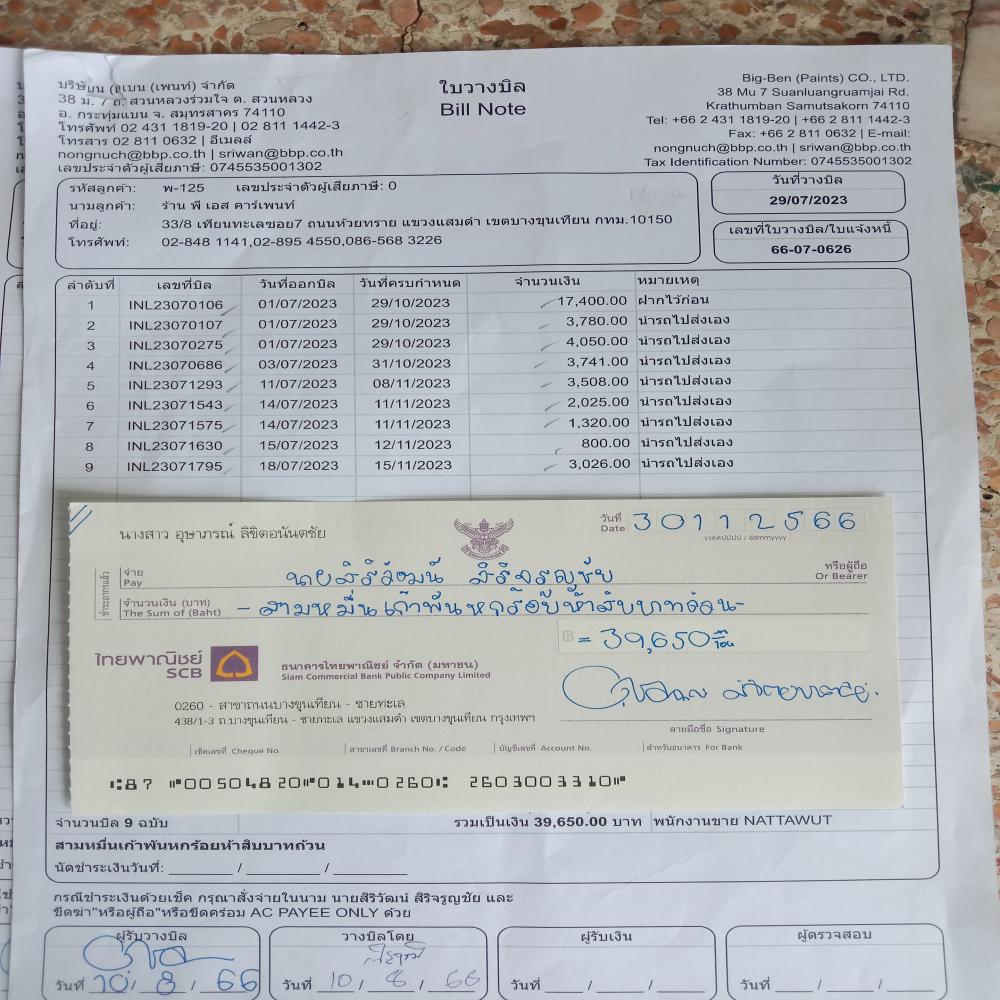 บริษัท บิ๊กเบน (เพนท์) จำกัด
38 ม. 7 ถ. สวนหลวงร่วมใจ ต. สวนหลวง
อ. กระทุ่มแบน จ. สมุทรสาคร 74110
โทรศัพท์ 02 431 1819-20 | 02 811 1442-3
โทรสาร 02 811 0632 | อีเมลล์
nongnuch@bbp.co.th | sriwan@bbp.co.th
เลขประจำตัวผู้เสียภาษี: 0745535001302
ใบวางบิล
Bill Note
Big-Ben (Paints) CO., LTD.
38 Mu 7 Suanluangruamjai Rd.
Krathumban Samutsakorn 74110
Tel: +66 2 431 1819-20 | +66 2 811 1442-3
Fax: +66 2 811 0632 | E-mail:
nongnuch@bbp.co.th | sriwan@bbp.co.th
Tax Identification Number: 0745535001302
รหัสลูกค้า: พ-125 เลขประจำตัวผู้เสียภาษี: 0
นามลูกค้า: ร้าน พี เอส คาร์เพนท์
ที่อยู่: 33/8 เทียนทะเลซอย7 ถนนห้วยทราย แขวงแสมดำ เขตบางขุนเทียน กทม.10150
โทรศัพท์: 02-848 1141,02-895 4550,086-568 3226
วันที่วางบิล
29/07/2023
เลขที่ใบวางบิล/ใบแจ้งหนี้
66-07-0626
ลำดับที่ เลขที่บิล วันที่ออกบิล วันที่ครบกำหนด จำนวนเงิน หมายเหตุ
1 INL23070106 01/07/2023 29/10/2023 17,400.00 ฝากไว้ก่อน
2 INL23070107 01/07/2023 29/10/2023 3,780.00 นำรถไปส่งเอง
3 INL23070275 01/07/2023 29/10/2023 4,050.00 นำรถไปส่งเอง
4 INL23070686 03/07/2023 31/10/2023 3,741.00 นำรถไปส่งเอง
5 INL23071293 11/07/2023 08/11/2023 3,508.00 นำรถไปส่งเอง
6 INL23071543 14/07/2023 11/11/2023 2,025.00 นำรถไปส่งเอง
7 INL23071575 14/07/2023 11/11/2023 1,320.00 นำรถไปส่งเอง
8 INL23071630 15/07/2023 12/11/2023 800.00 นำรถไปส่งเอง
9 INL23071795 18/07/2023 15/11/2023 3,026.00 นำรถไปส่งเอง
นางสาว อุษาภรณ์ ลิขิตอนันตชัย
วันที่ Date 30112566
ววดดปปปป / ddmmyyyy
จ่าย Pay นายสิริวัฒน์ สิริจรูญชัย หรือผู้ถือ Or Bearer
จำนวนเงิน (บาท) The Sum of (Baht) -สามหมื่นเก้าพันหกร้อยห้าสิบบาทถ้วน-
฿ = 39,650
ไทยพาณิชย์ SCB
ธนาคารไทยพาณิชย์ จำกัด (มหาชน)
Siam Commercial Bank Public Company Limited
0260 - สาขาถนนบางขุนเทียน - ชายทะเล
438/1-3 ถ.บางขุนเทียน - ชายทะเล แขวงแสมดำ เขตบางขุนเทียน กรุงเทพฯ
ลายมือชื่อ Signature
เช็คเลขที่ Cheque No. สาขาเลขที่ Branch No. / Code บัญชีเลขที่ Account No. สำหรับธนาคาร For Bank
⑆87 ⑈00504820⑈014⑉0260⑆ 2603003310⑈
จำนวนบิล 9 ฉบับ รวมเป็นเงิน 39,650.00 บาท พนักงานขาย NATTAWUT
สามหมื่นเก้าพันหกร้อยห้าสิบบาทถ้วน
นัดชำระเงินวันที่: ______ / ______ / ______
กรณีชำระเงินด้วยเช็ค กรุณาสั่งจ่ายในนาม นายสิริวัฒน์ สิริจรูญชัย และ
ขีดฆ่า"หรือผู้ถือ"หรือขีดคร่อม AC PAYEE ONLY ด้วย
ผู้รับวางบิล วางบิลโดย ผู้รับเงิน ผู้ตรวจสอบ
วันที่ 10 / 8 / 66 วันที่ 10 / 8 / 66 วันที่ ___/___/___ วันที่ ___/___/___